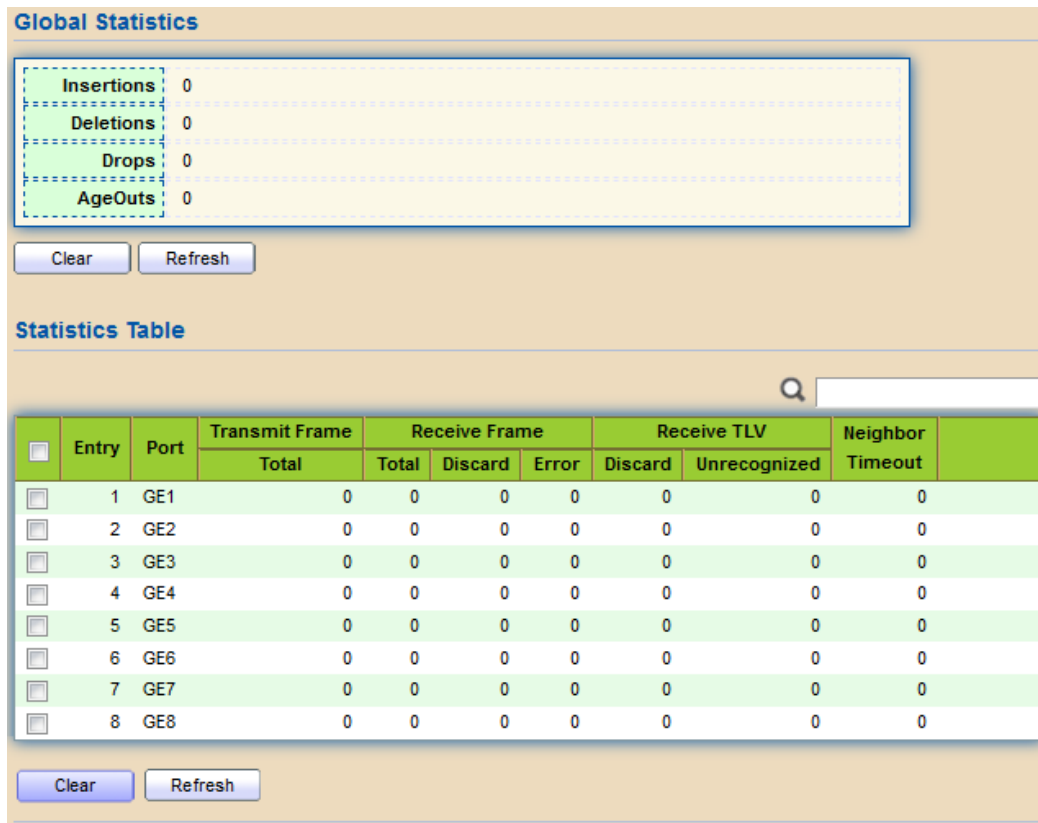 Global Statistics
Insertions 0
Deletions 0
Drops 0
AgeOuts 0
Clear Refresh
Statistics Table
Entry Port Transmit Frame Receive Frame Receive TLV Neighbor Timeout
Total Total Discard Error Discard Unrecognized
1 GE1 0 0 0 0 0 0 0
2 GE2 0 0 0 0 0 0 0
3 GE3 0 0 0 0 0 0 0
4 GE4 0 0 0 0 0 0 0
5 GE5 0 0 0 0 0 0 0
6 GE6 0 0 0 0 0 0 0
7 GE7 0 0 0 0 0 0 0
8 GE8 0 0 0 0 0 0 0
Clear Refresh